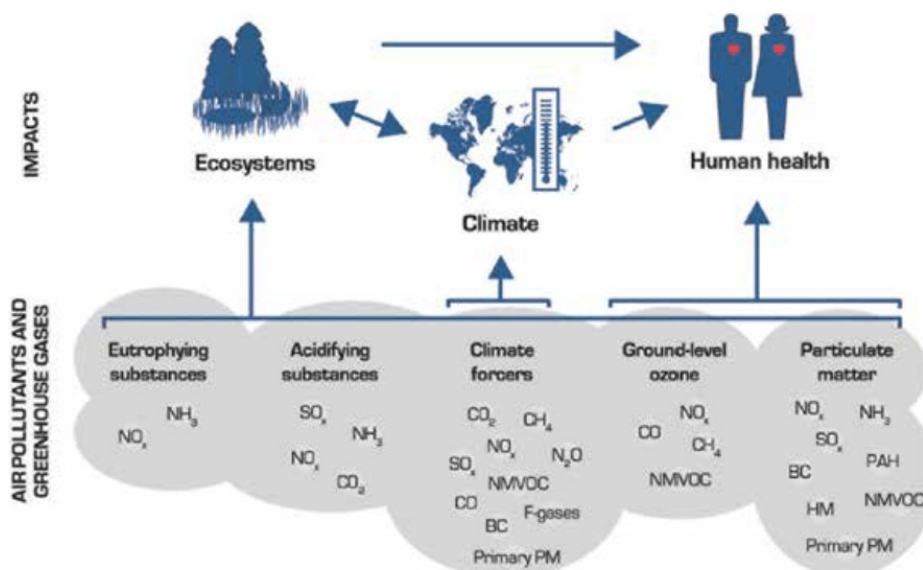 IMPACTS
Ecosystems
Climate
Human health
AIR POLLUTANTS AND
GREENHOUSE GASES
Eutrophying
substances
NH₃
NOₓ
Acidifying
substances
SOₓ
NH₃
NOₓ
CO₂
Climate
forcers
CO₂
CH₄
NOₓ
N₂O
SOₓ
NMVOC
CO
F-gases
BC
Primary PM
Ground-level
ozone
NOₓ
CO
CH₄
NMVOC
Particulate
matter
NOₓ
NH₃
SOₓ
PAH
BC
NMVOC
HM
Primary PM